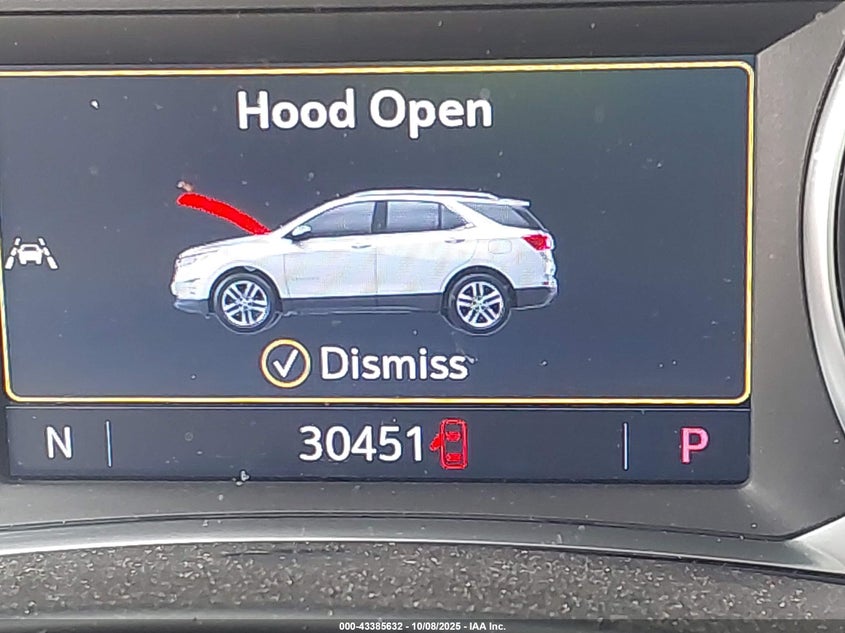 Hood Open
Dismiss
N
30451
P
000-43385632 - 10/08/2025 - IAA Inc.